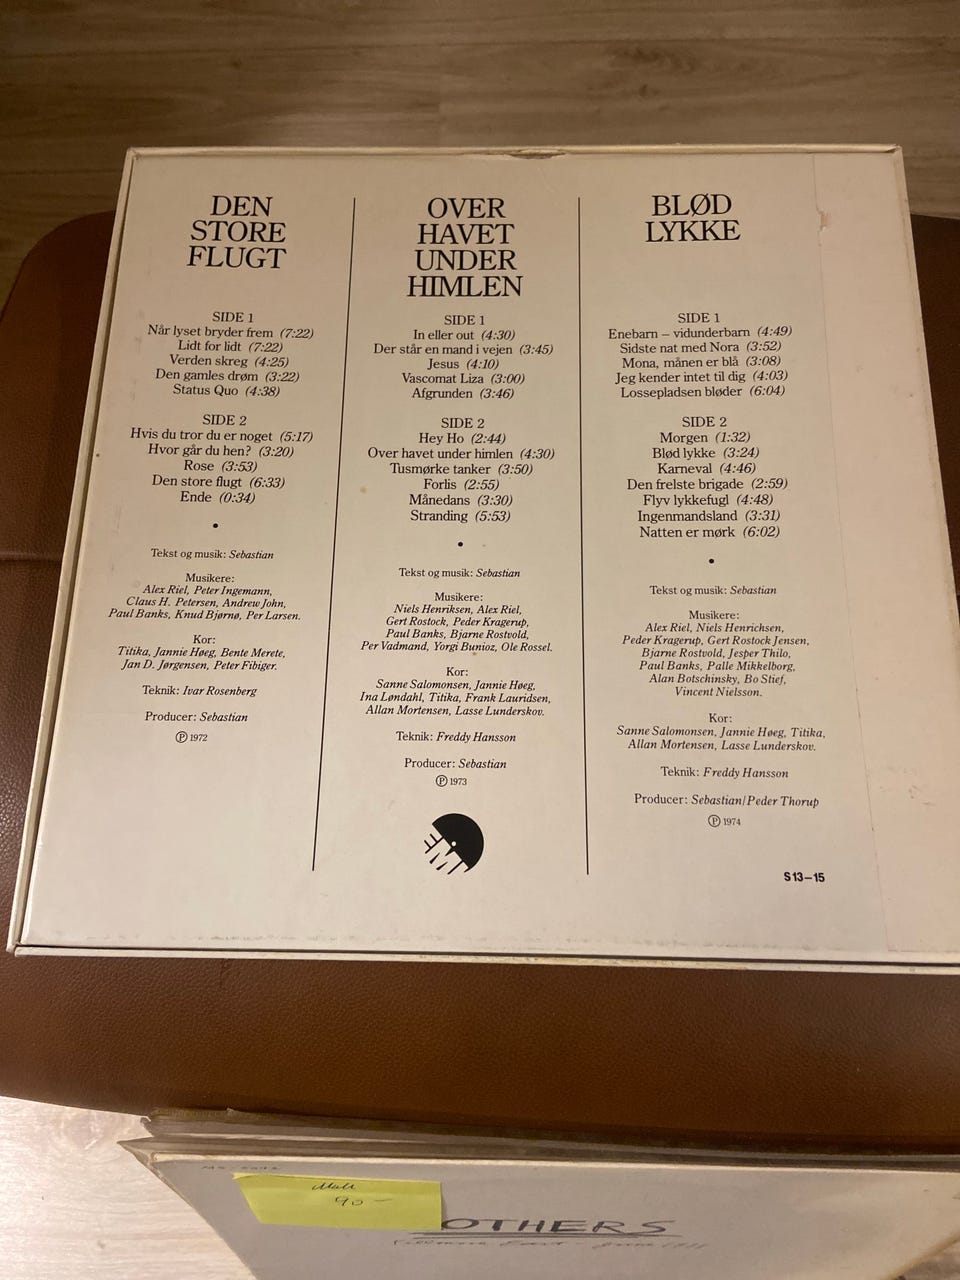 DEN
STORE
FLUGT
SIDE 1
Når lyset bryder frem (7:22)
Lidt for lidt (7:22)
Verden skreg (4:25)
Den gamles drøm (3:22)
Status Quo (4:38)
SIDE 2
Hvis du tror du er noget (5:17)
Hvor går du hen? (3:20)
Rose (3:53)
Den store flugt (6:33)
Ende (0:34)
•
Tekst og musik: Sebastian
Musikere:
Alex Riel, Peter Ingemann,
Claus H. Petersen, Andrew John,
Paul Banks, Knud Bjørnø, Per Larsen.
Kor:
Titika, Jannie Høeg, Bente Merete,
Jan D. Jørgensen, Peter Fibiger.
Teknik: Ivar Rosenberg
Producer: Sebastian
Ⓟ 1972
OVER
HAVET
UNDER
HIMLEN
SIDE 1
In eller out (4:30)
Der står en mand i vejen (3:45)
Jesus (4:10)
Vascomat Liza (3:00)
Afgrunden (3:46)
SIDE 2
Hey Ho (2:44)
Over havet under himlen (4:30)
Tusmørke tanker (3:50)
Forlis (2:55)
Månedans (3:30)
Stranding (5:53)
•
Tekst og musik: Sebastian
Musikere:
Niels Henriksen, Alex Riel,
Gert Rostock, Peder Kragerup,
Paul Banks, Bjarne Rostvold,
Per Vadmand, Yorgi Bunioz, Ole Rossel.
Kor:
Sanne Salomonsen, Jannie Høeg,
Ina Løndahl, Titika, Frank Lauridsen,
Allan Mortensen, Lasse Lunderskov.
Teknik: Freddy Hansson
Producer: Sebastian
Ⓟ 1973
EMI
BLØD
LYKKE
SIDE 1
Enebarn – vidunderbarn (4:49)
Sidste nat med Nora (3:52)
Mona, månen er blå (3:08)
Jeg kender intet til dig (4:03)
Lossepladsen bløder (6:04)
SIDE 2
Morgen (1:32)
Blød lykke (3:24)
Karneval (4:46)
Den frelste brigade (2:59)
Flyv lykkefugl (4:48)
Ingenmandsland (3:31)
Natten er mørk (6:02)
•
Tekst og musik: Sebastian
Musikere:
Alex Riel, Niels Henrichsen,
Peder Kragerup, Gert Rostock Jensen,
Bjarne Rostvold, Jesper Thilo,
Paul Banks, Palle Mikkelborg,
Alan Botschinsky, Bo Stief,
Vincent Nielsson.
Kor:
Sanne Salomonsen, Jannie Høeg, Titika,
Allan Mortensen, Lasse Lunderskov.
Teknik: Freddy Hansson
Producer: Sebastian/Peder Thorup
Ⓟ 1974
S 13–15
90 –
OTHERS